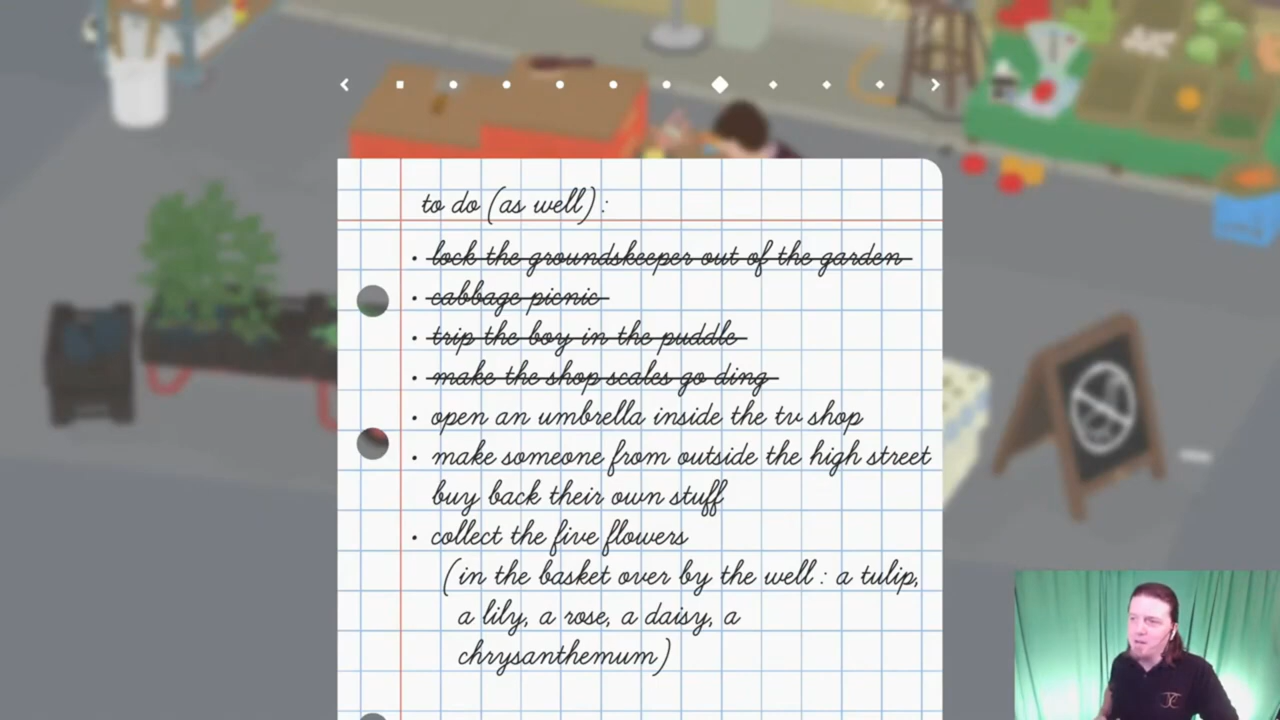 to do (as well) :
• lock the groundskeeper out of the garden
• cabbage picnic
• trip the boy in the puddle
• make the shop scales go ding
• open an umbrella inside the tv shop
• make someone from outside the high street
buy back their own stuff
• collect the five flowers
(in the basket over by the well : a tulip,
a lily, a rose, a daisy, a
chrysanthemum)